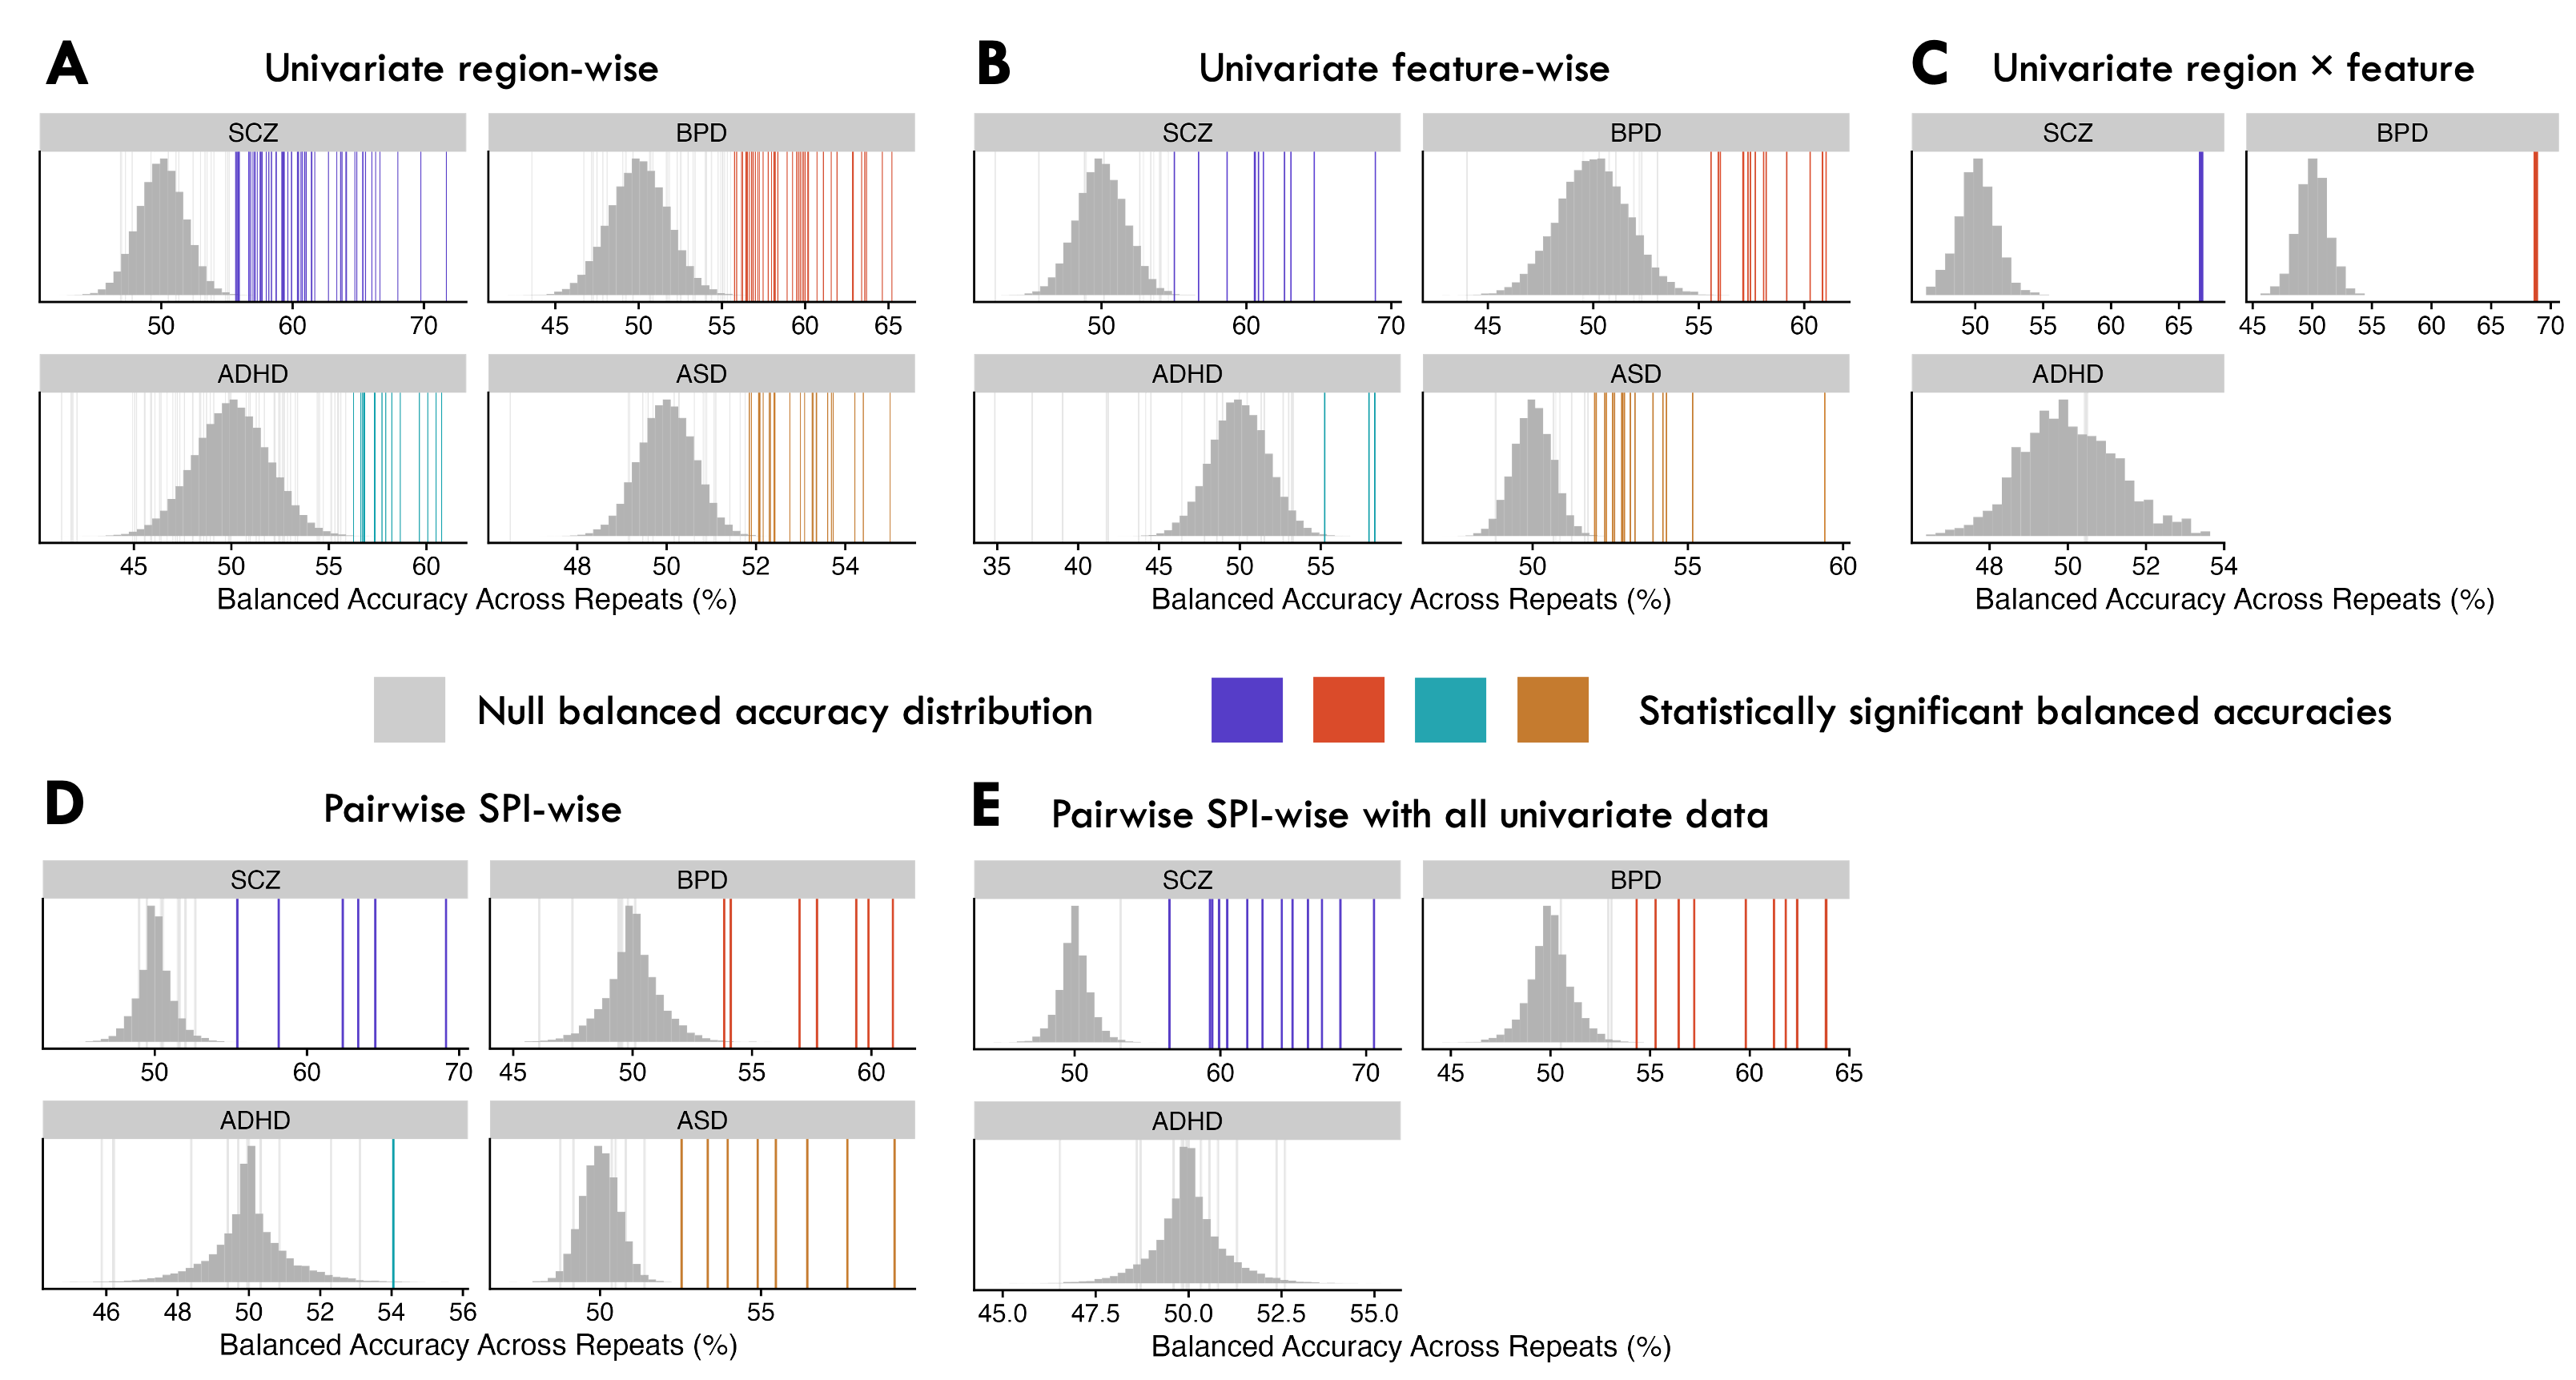 A Univariate region-wise
B Univariate feature-wise
C Univariate region × feature
SCZ BPD SCZ BPD SCZ BPD
50 60 70 45 50 55 60 65 50 60 70 45 50 55 60 50 55 60 65 45 50 55 60 65 70
ADHD ASD ADHD ASD ADHD
45 50 55 60 48 50 52 54 35 40 45 50 55 50 55 60 48 50 52 54
Balanced Accuracy Across Repeats (%) Balanced Accuracy Across Repeats (%) Balanced Accuracy Across Repeats (%)
Null balanced accuracy distribution Statistically significant balanced accuracies
D Pairwise SPI-wise
E Pairwise SPI-wise with all univariate data
SCZ BPD SCZ BPD
50 60 70 45 50 55 60 50 60 70 45 50 55 60 65
ADHD ASD ADHD
46 48 50 52 54 56 50 55 45.0 47.5 50.0 52.5 55.0
Balanced Accuracy Across Repeats (%) Balanced Accuracy Across Repeats (%)